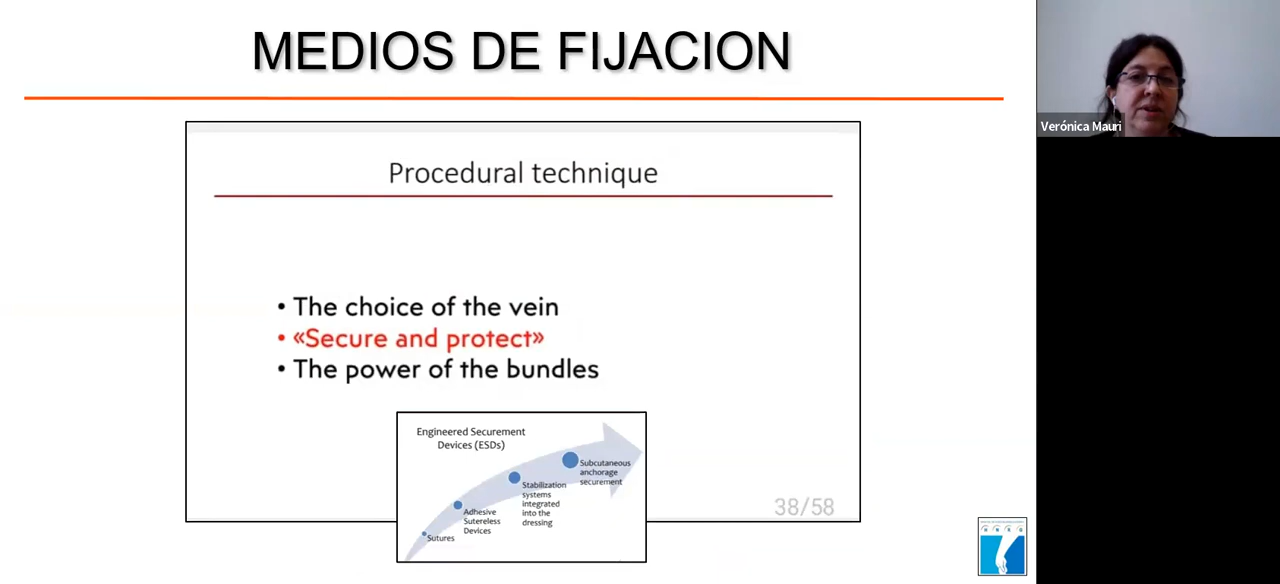 MEDIOS DE FIJACION
Verónica Mauri
Procedural technique
• The choice of the vein
• «Secure and protect»
• The power of the bundles
Engineered Securement
Devices (ESDs)
Subcutaneous
anchorage
securement
Stabilization
systems
integrated
into the
dressing
Adhesive
Sutereless
Devices
Sutures
38/58